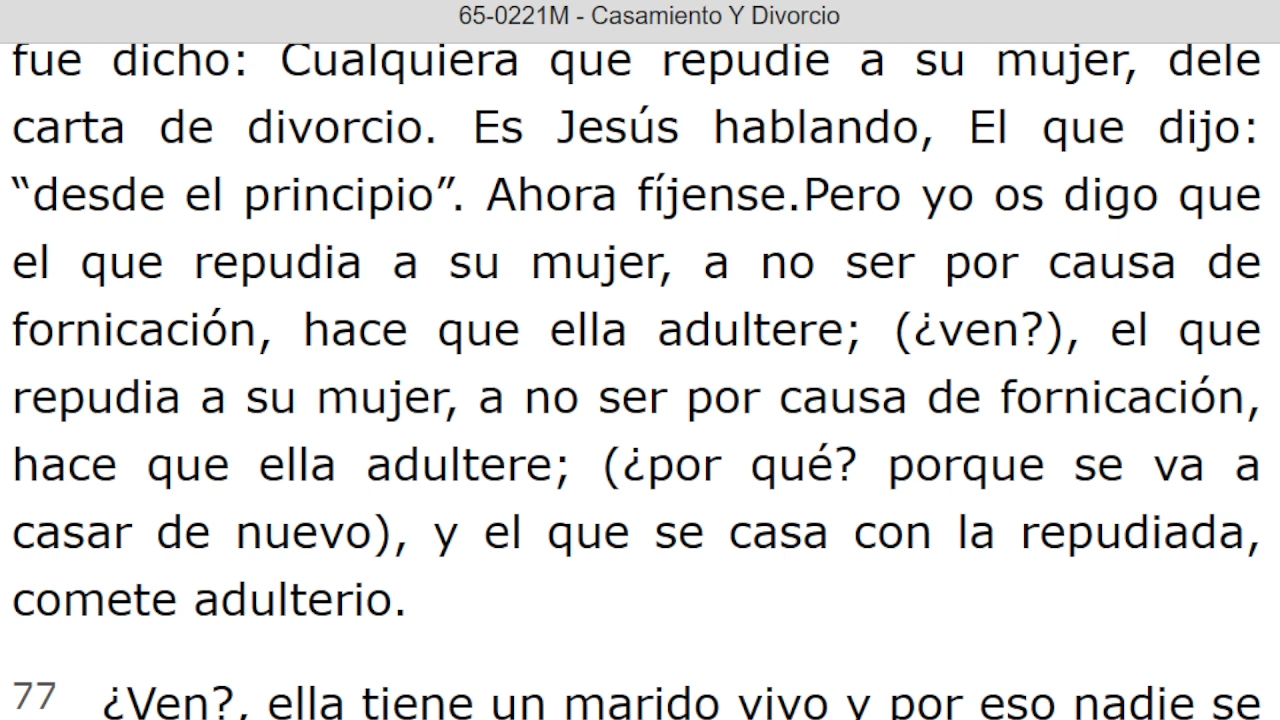 65-0221M - Casamiento Y Divorcio
fue dicho: Cualquiera que repudie a su mujer, dele
carta de divorcio. Es Jesús hablando, El que dijo:
“desde el principio”. Ahora fíjense.Pero yo os digo que
el que repudia a su mujer, a no ser por causa de
fornicación, hace que ella adultere; (¿ven?), el que
repudia a su mujer, a no ser por causa de fornicación,
hace que ella adultere; (¿por qué? porque se va a
casar de nuevo), y el que se casa con la repudiada,
comete adulterio.
77 ¿Ven?, ella tiene un marido vivo y por eso nadie se